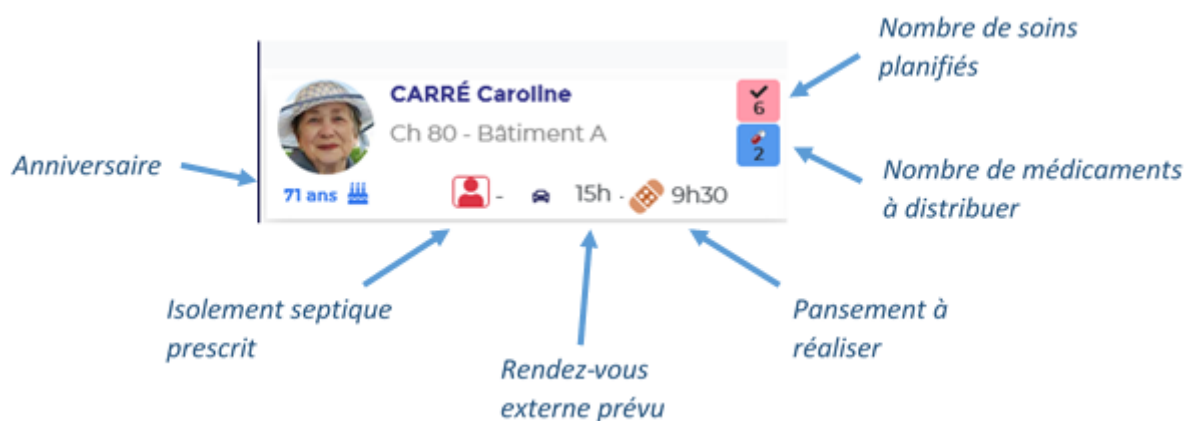 Nombre de soins
planifiés
CARRÉ Caroline
6
Ch 80 - Bâtiment A
2
Anniversaire
Nombre de médicaments
à distribuer
71 ans
- 15h - 9h30
Isolement septique
prescrit
Pansement à
réaliser
Rendez-vous
externe prévu